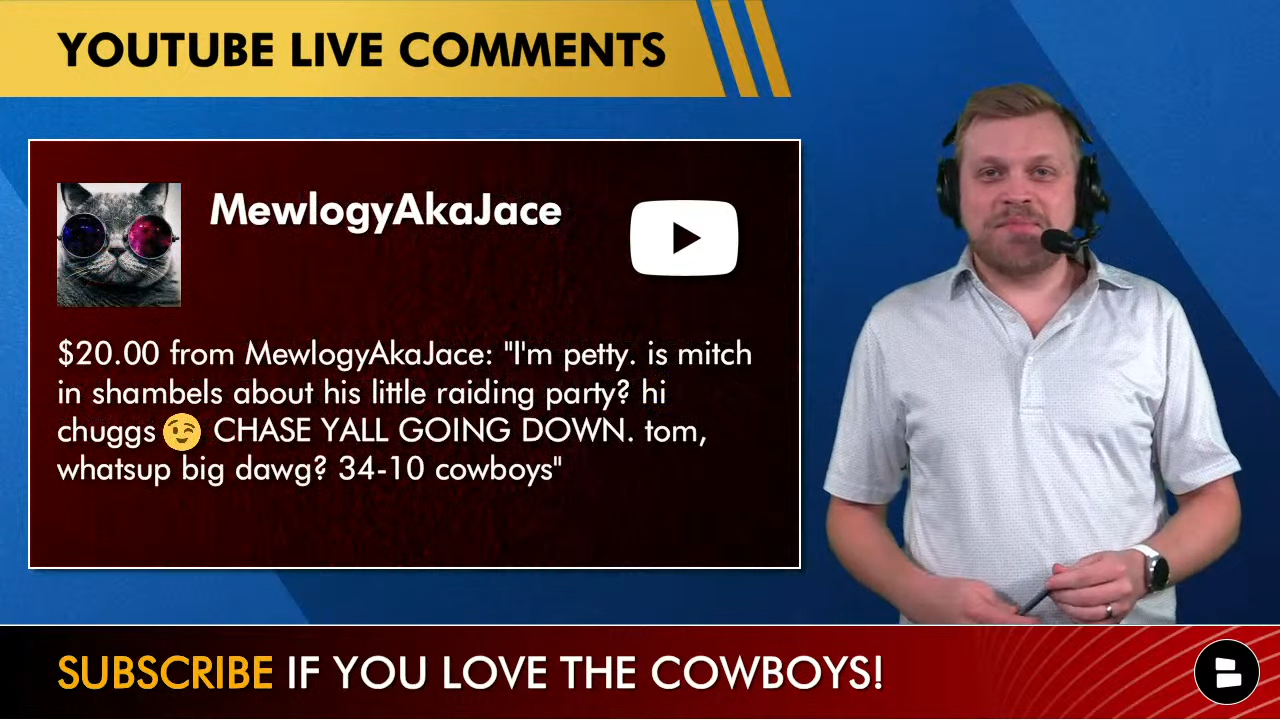 YOUTUBE LIVE COMMENTS
MewlogyAkaJace
$20.00 from MewlogyAkaJace: "I'm petty. is mitch
in shambels about his little raiding party? hi
chuggs😉 CHASE YALL GOING DOWN. tom,
whatsup big dawg? 34-10 cowboys"
SUBSCRIBE IF YOU LOVE THE COWBOYS!